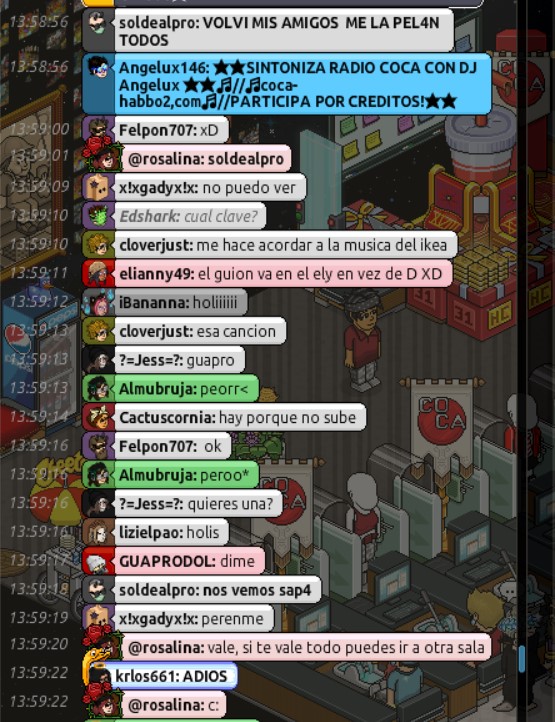 13:58:56 soldealpro: VOLVI MIS AMIGOS ME LA PEL4N
TODOS
13:58:56 Angelux146: ★★SINTONIZA RADIO COCA CON DJ
Angelux ★★♫//♫coca-
habbo2,com♫//PARTICIPA POR CREDITOS!★★
13:59:00 Felpon707: xD
13:59:01 @rosalina: soldealpro
13:59:09 x!xgadyx!x: no puedo ver
13:59:10 Edshark: cual clave?
13:59:10 cloverjust: me hace acordar a la musica del ikea
13:59:11 elianny49: el guion va en el ely en vez de D XD
13:59:12 iBananna: holiiiiii
13:59:13 cloverjust: esa cancion
13:59:13 ?=Jess=?: guapro
13:59:13 Almubruja: peorr<
13:59:14 Cactuscornia: hay porque no sube
13:59:16 Felpon707: ok
13:59:16 Almubruja: peroo*
13:59:16 ?=Jess=?: quieres una?
13:59:16 lizielpao: holis
13:59:17 GUAPRODOL: dime
13:59:18 soldealpro: nos vemos sap4
13:59:19 x!xgadyx!x: perenme
13:59:20 @rosalina: vale, si te vale todo puedes ir a otra sala
13:59:22 krlos661: ADIOS
13:59:22 @rosalina: c:
31
31
HC
COCA